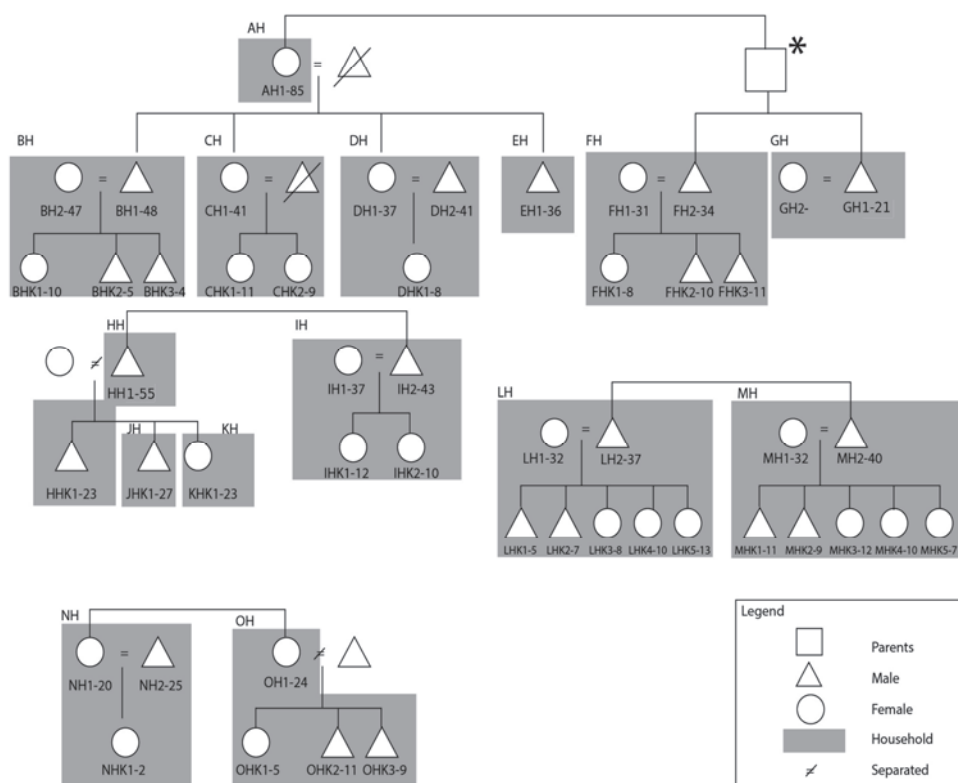 AH
*
=
AH1-85
BH
CH
DH
EH
FH
GH
=
=
=
=
=
BH2-47
BH1-48
CH1-41
DH1-37
DH2-41
EH1-36
FH1-31
FH2-34
GH2-
GH1-21
BHK1-10
BHK2-5
BHK3-4
CHK1-11
CHK2-9
DHK1-8
FHK1-8
FHK2-10
FHK3-11
HH
IH
≠
=
HH1-55
IH1-37
IH2-43
LH
MH
JH
KH
=
=
LH1-32
LH2-37
MH1-32
MH2-40
IHK1-12
IHK2-10
HHK1-23
JHK1-27
KHK1-23
LHK1-5
LHK2-7
LHK3-8
LHK4-10
LHK5-13
MHK1-11
MHK2-9
MHK3-12
MHK4-10
MHK5-7
NH
OH
=
≠
NH1-20
NH2-25
OH1-24
NHK1-2
OHK1-5
OHK2-11
OHK3-9
Legend
Parents
Male
Female
Household
≠ Separated